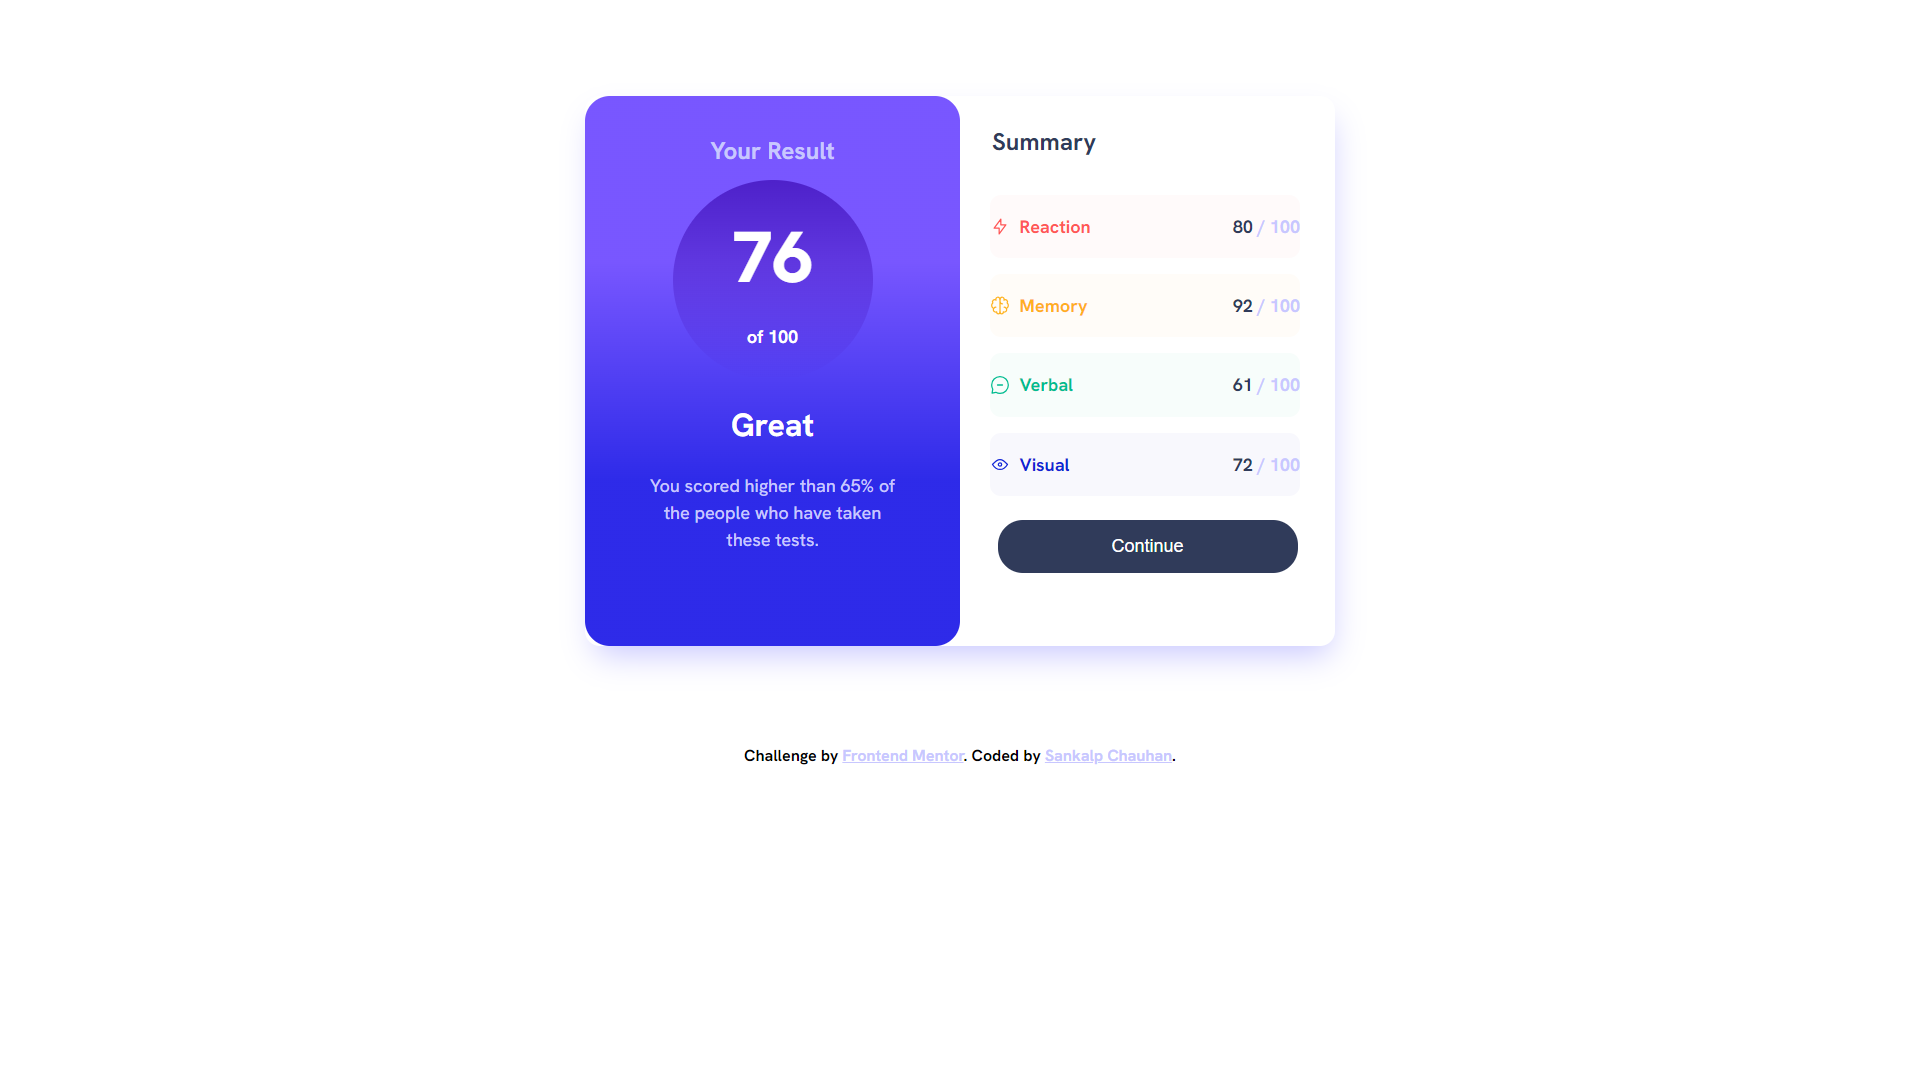 Your Result
76
of 100
Great
You scored higher than 65% of
the people who have taken
these tests.
Summary
Reaction 80 / 100
Memory 92 / 100
Verbal 61 / 100
Visual 72 / 100
Continue
Challenge by Frontend Mentor. Coded by Sankalp Chauhan.